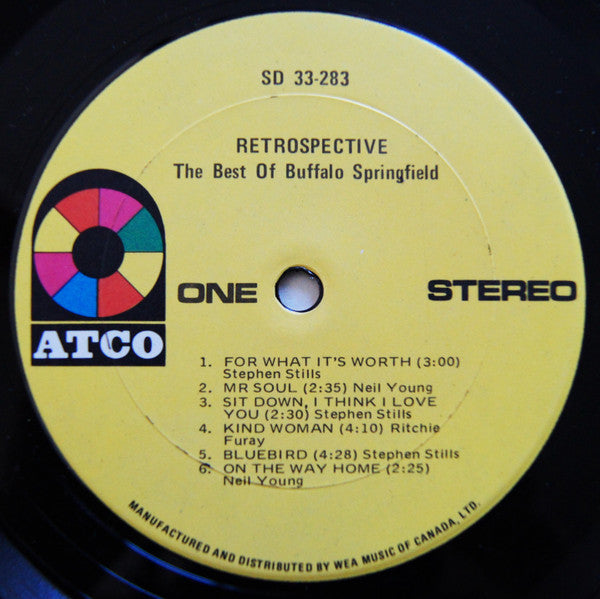 SD 33-283
RETROSPECTIVE
The Best Of Buffalo Springfield
ONE STEREO
ATCO
1. FOR WHAT IT'S WORTH (3:00)
Stephen Stills
2. MR SOUL (2:35) Neil Young
3. SIT DOWN, I THINK I LOVE
YOU (2:30) Stephen Stills
4. KIND WOMAN (4:10) Ritchie
Furay
5. BLUEBIRD (4:28) Stephen Stills
6. ON THE WAY HOME (2:25)
Neil Young
MANUFACTURED AND DISTRIBUTED BY WEA MUSIC OF CANADA, LTD.